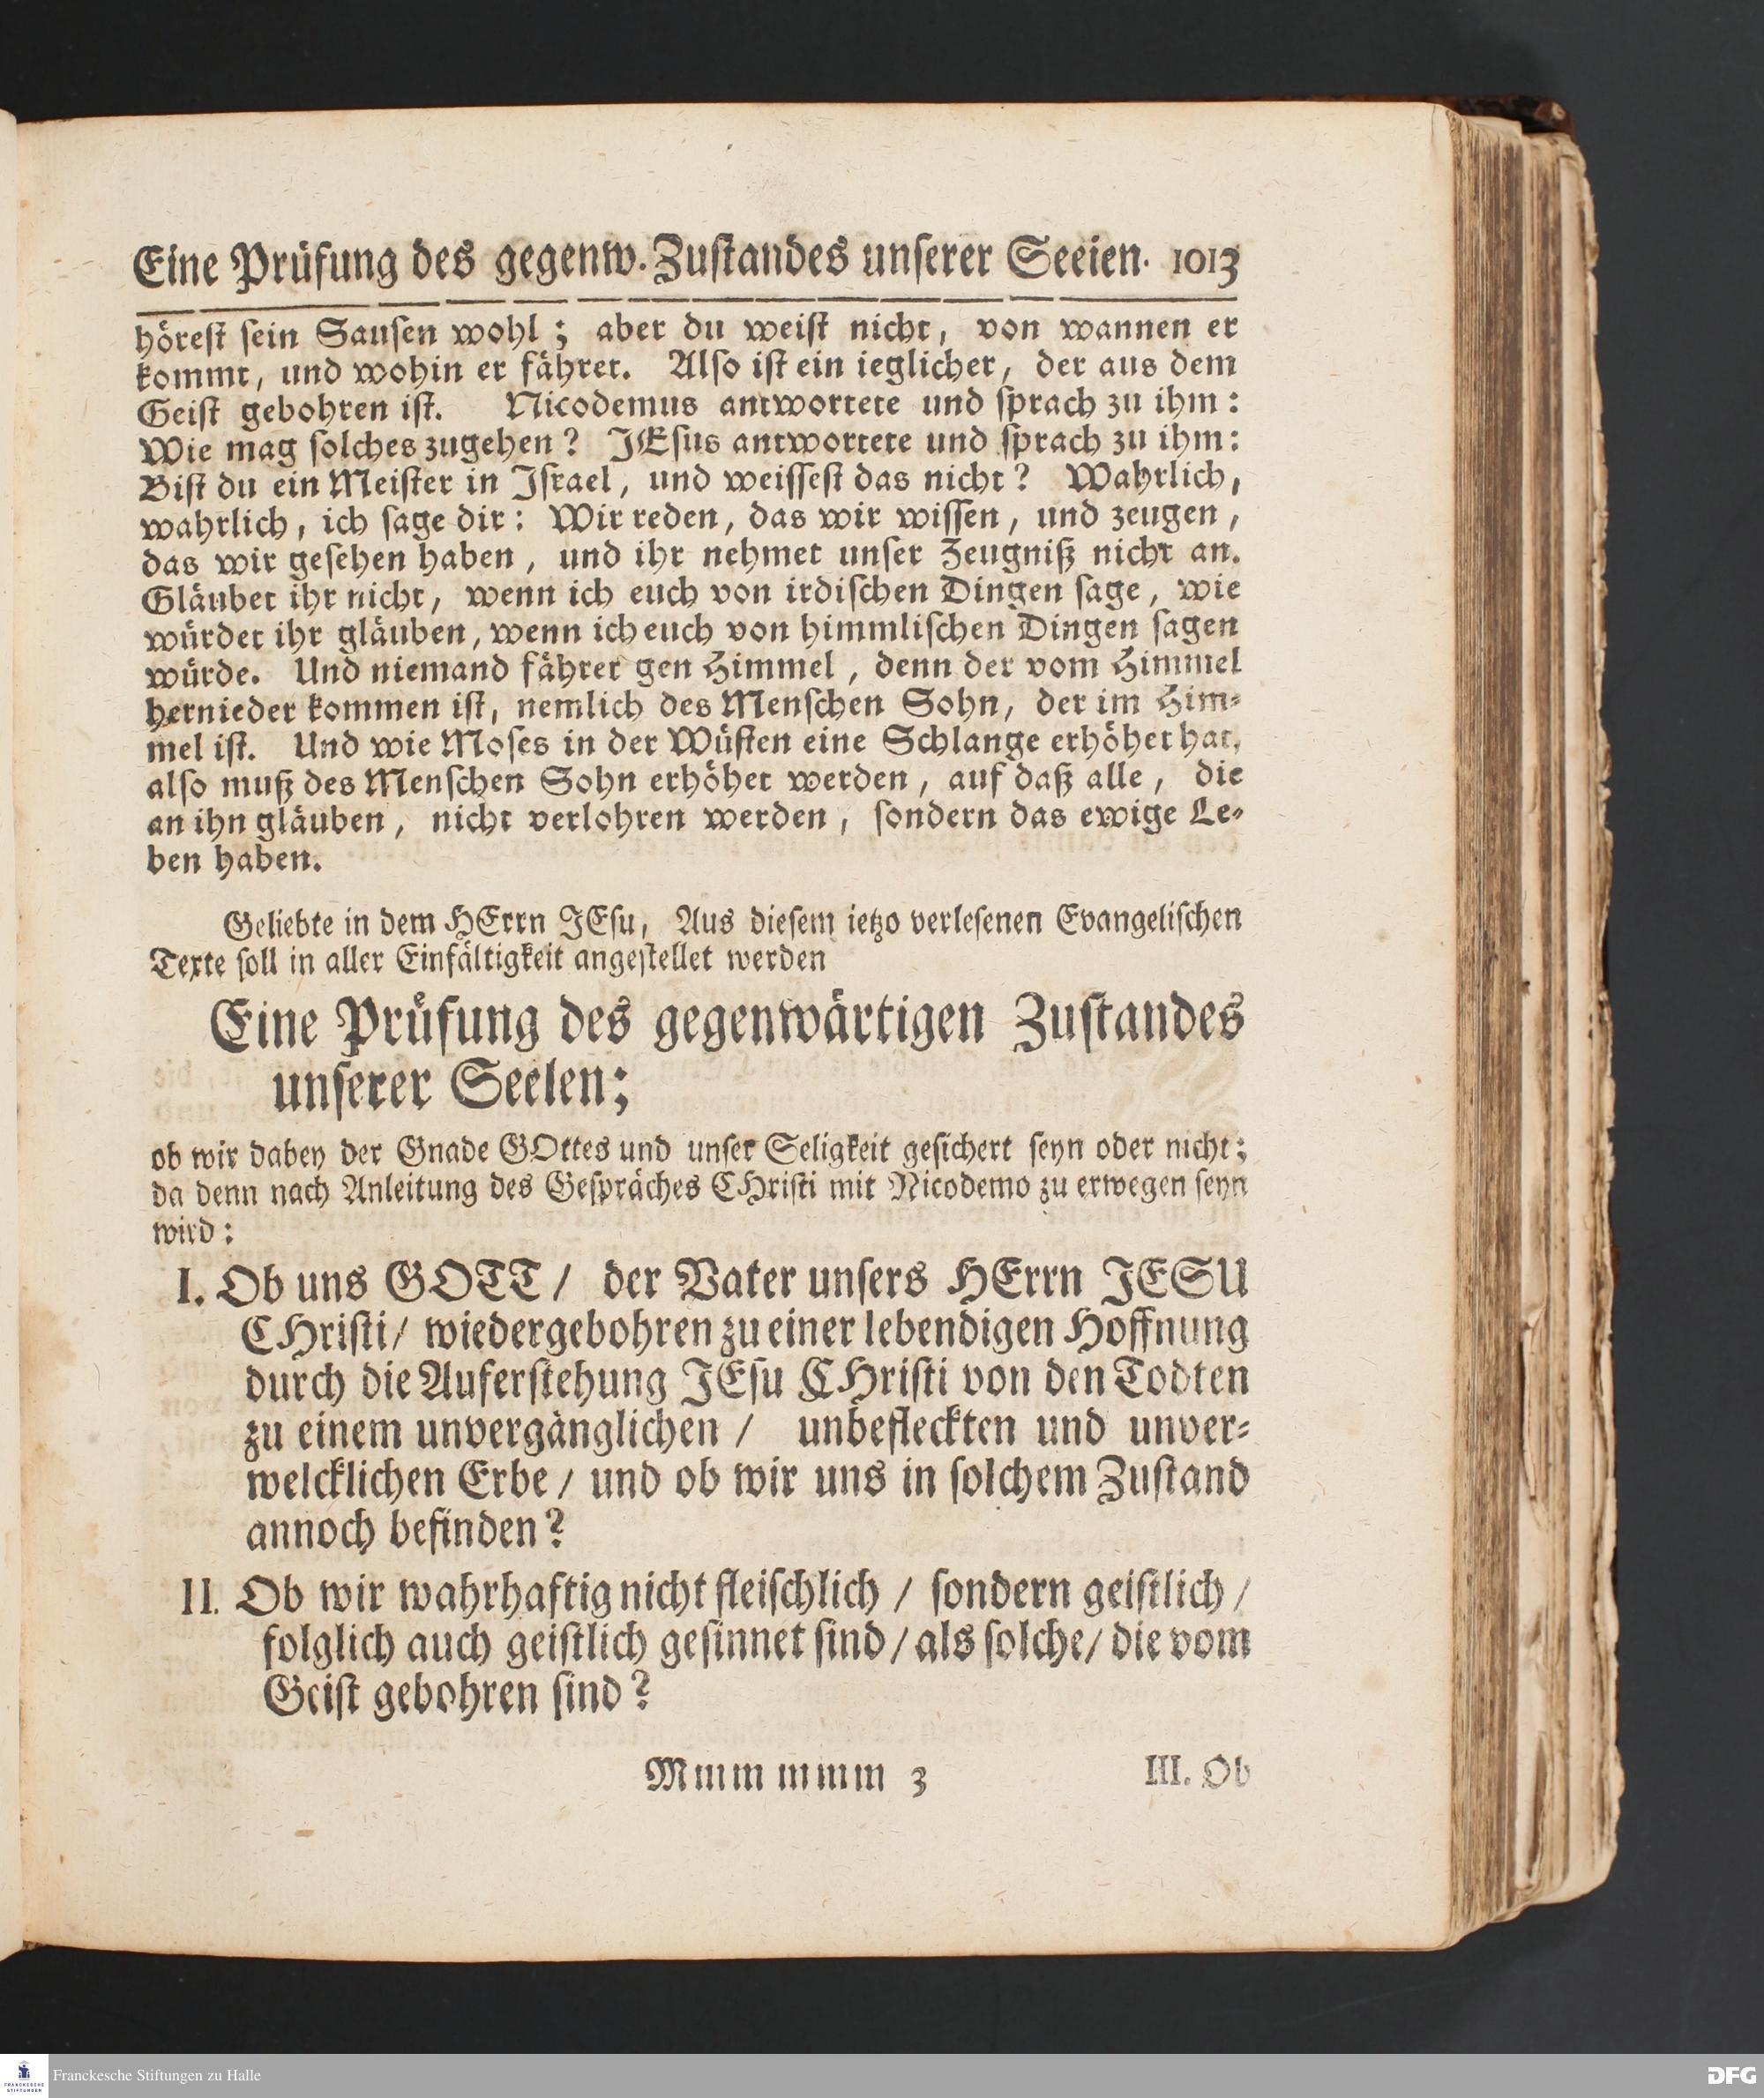 Eine Prüfung des gegenw. Zustandes unserer Seeien. 1013
hörest sein Sausen wohl; aber du weist nicht, von wannen er
kommt, und wohin er fähret. Also ist ein ieglicher, der aus dem
Geist gebohren ist. Nicodemus antwortete und sprach zu ihm:
Wie mag solches zugehen? JEsus antwortete und sprach zu ihm:
Bist du ein Meister in Israel, und weissest das nicht? Wahrlich,
wahrlich, ich sage dir: Wir reden, das wir wissen, und zeugen,
das wir gesehen haben, und ihr nehmet unser Zeugniß nicht an.
Gläubet ihr nicht, wenn ich euch von irdischen Dingen sage, wie
würdet ihr gläuben, wenn ich euch von himmlischen Dingen sagen
würde. Und niemand fähret gen Himmel, denn der vom Himmel
hernieder kommen ist, nemlich des Menschen Sohn, der im Him-
mel ist. Und wie Moses in der Wüsten eine Schlange erhöhet hat,
also muß des Menschen Sohn erhöhet werden, auf daß alle, die
an ihn gläuben, nicht verlohren werden, sondern das ewige Le-
ben haben.
Geliebte in dem HErrn JEsu, Aus diesem ietzo verlesenen Evangelischen
Texte soll in aller Einfältigkeit angestellet werden
Eine Prüfung des gegenwärtigen Zustandes
unserer Seelen;
ob wir dabey der Gnade GOttes und unser Seligkeit gesichert seyn oder nicht;
da denn nach Anleitung des Gespräches CHristi mit Nicodemo zu erwegen seyn
wird:
I. Ob uns GOTT/ der Vater unsers HErrn JESU
CHristi/ wiedergebohren zu einer lebendigen Hoffnung
durch die Auferstehung JEsu CHristi von den Todten
zu einem unvergänglichen/ unbefleckten und unver-
welcklichen Erbe/ und ob wir uns in solchem Zustand
annoch befinden?
II. Ob wir wahrhaftig nicht fleischlich/ sondern geistlich/
folglich auch geistlich gesinnet sind/ als solche/ die vom
Geist gebohren sind?
Mmm mmm 3 III. Ob
FRANCKESCHE
STIFTUNGEN
Franckesche Stiftungen zu Halle
DFG